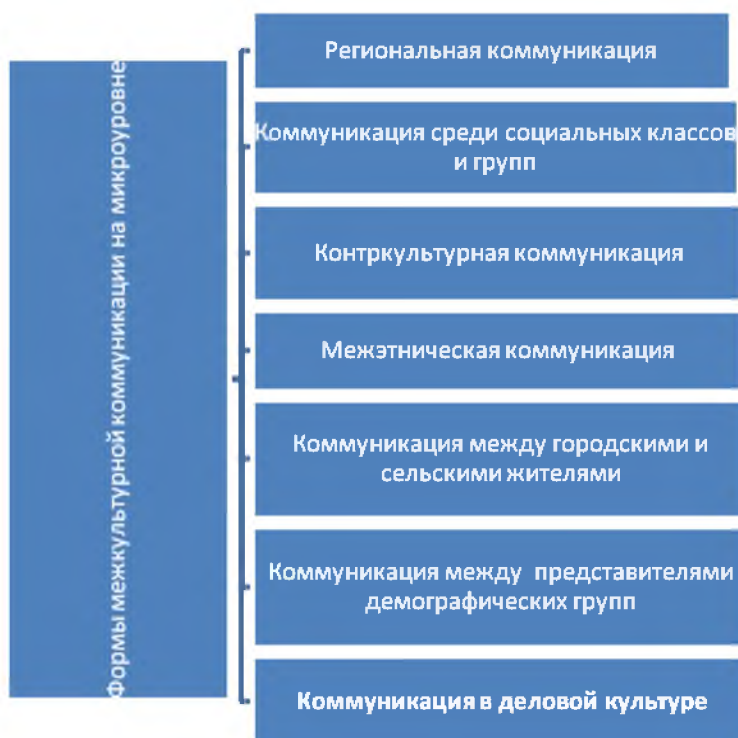 Формы межкультурной коммуникации на микроуровне
Региональная коммуникация
Коммуникация среди социальных классов
и групп
Контркультурная коммуникация
Межэтническая коммуникация
Коммуникация между городскими и
сельскими жителями
Коммуникация между представителями
демографических групп
Коммуникация в деловой культуре